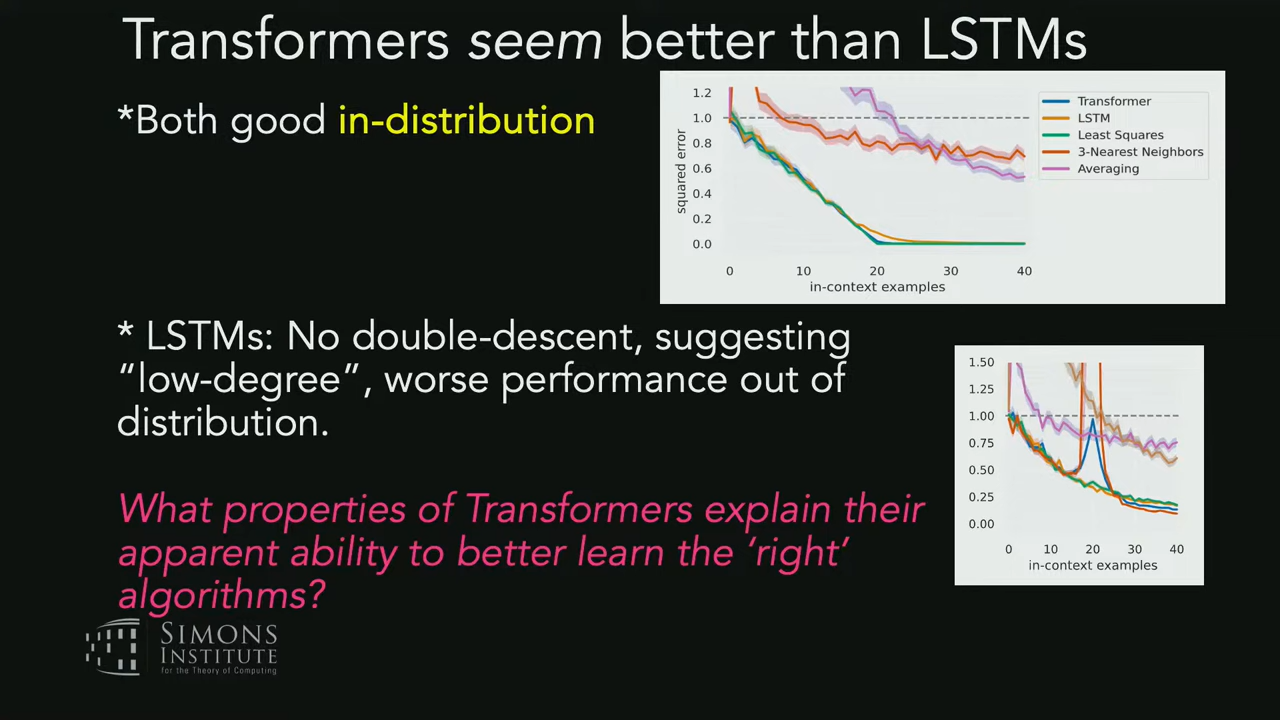 Transformers seem better than LSTMs
*Both good in-distribution
1.2
1.0
0.8
0.6
0.4
0.2
0.0
squared error
0 10 20 30 40
in-context examples
Transformer
LSTM
Least Squares
3-Nearest Neighbors
Averaging
* LSTMs: No double-descent, suggesting
“low-degree”, worse performance out of
distribution.
1.50
1.25
1.00
0.75
0.50
0.25
0.00
0 10 20 30 40
in-context examples
What properties of Transformers explain their
apparent ability to better learn the ‘right’
algorithms?
SIMONS
INSTITUTE
for the Theory of Computing